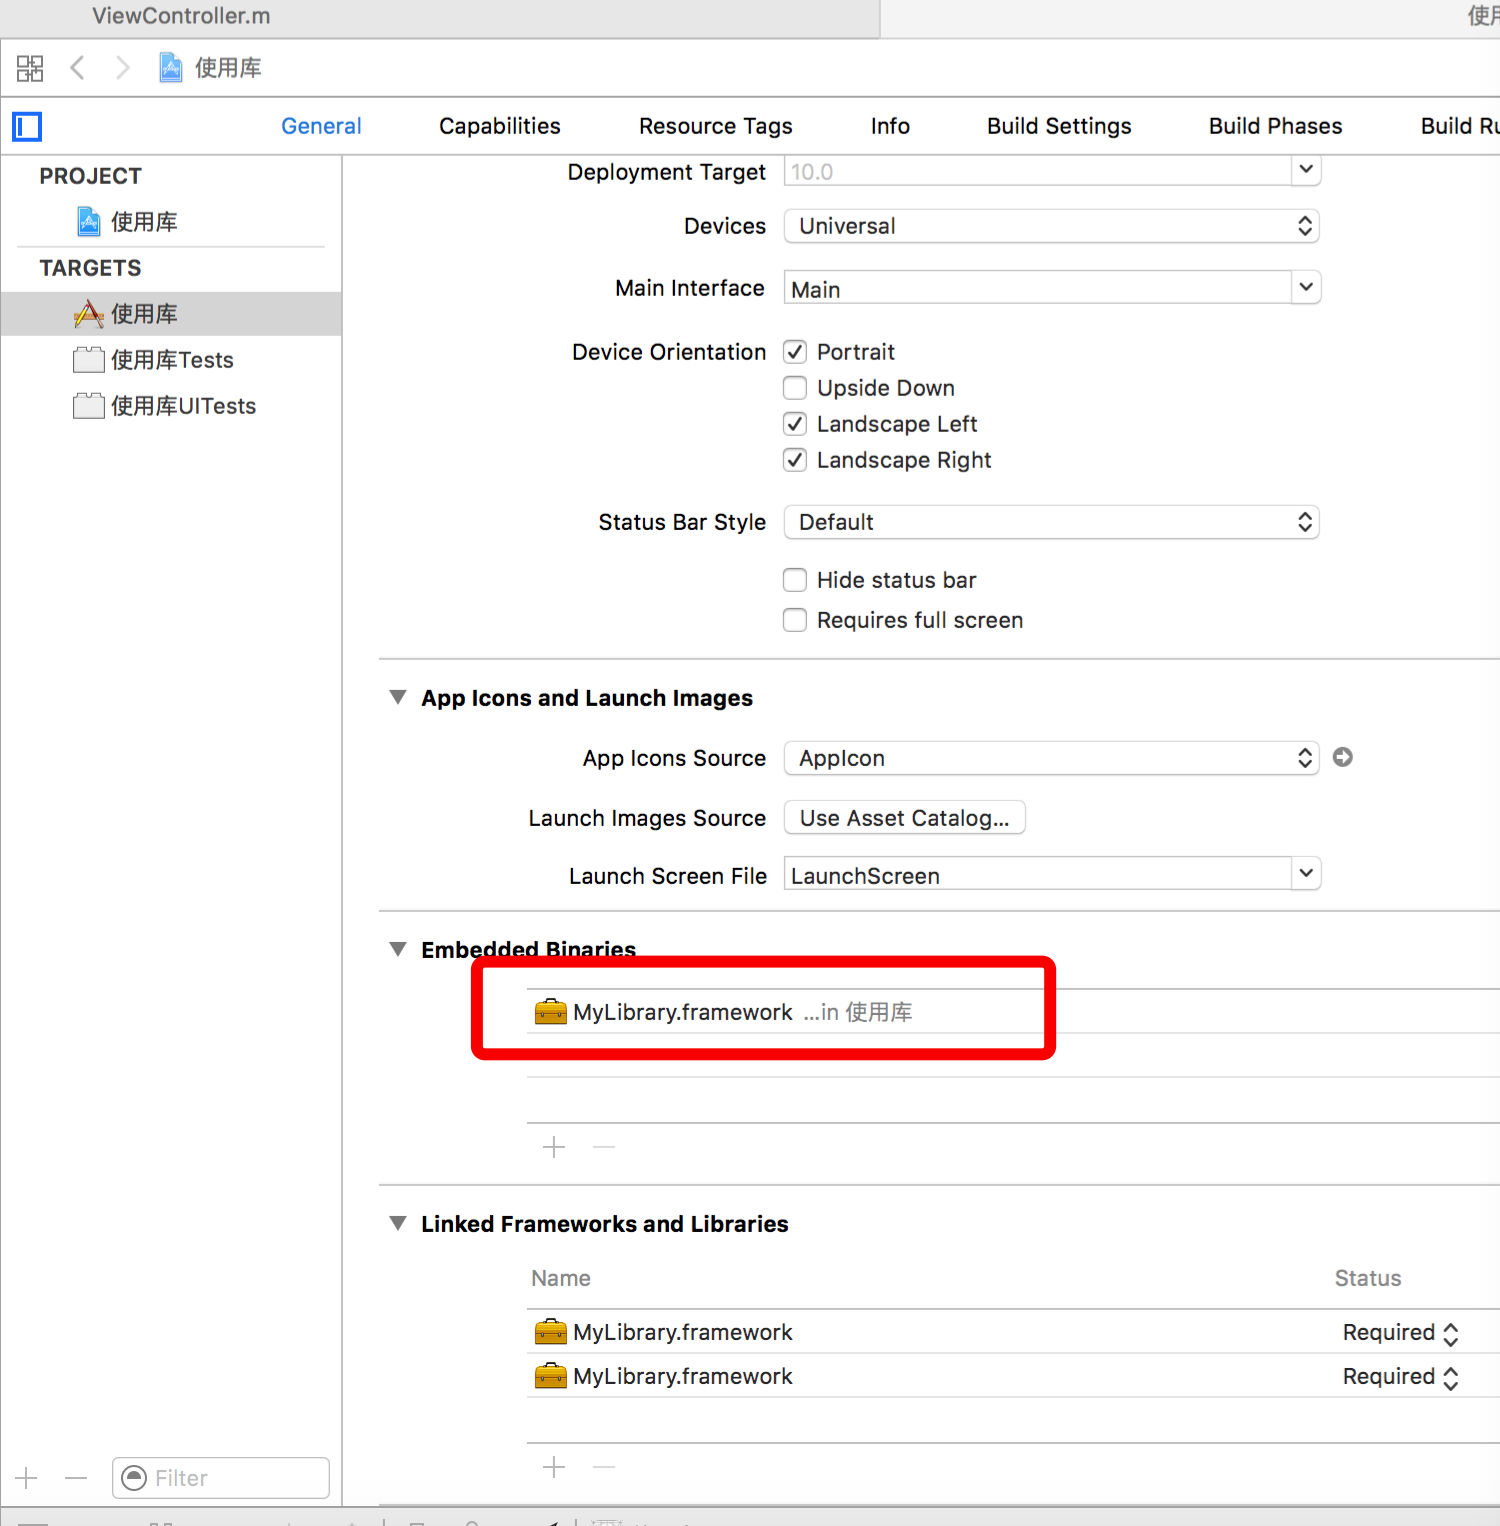 ViewController.m
使用库
General Capabilities Resource Tags Info Build Settings Build Phases
PROJECT
使用库
TARGETS
使用库
使用库Tests
使用库UITests
Deployment Target 10.0
Devices Universal
Main Interface Main
Device Orientation Portrait
Upside Down
Landscape Left
Landscape Right
Status Bar Style Default
Hide status bar
Requires full screen
App Icons and Launch Images
App Icons Source AppIcon
Launch Images Source Use Asset Catalog...
Launch Screen File LaunchScreen
Embedded Binaries
MyLibrary.framework ...in 使用库
Linked Frameworks and Libraries
Name Status
MyLibrary.framework Required
MyLibrary.framework Required
Filter